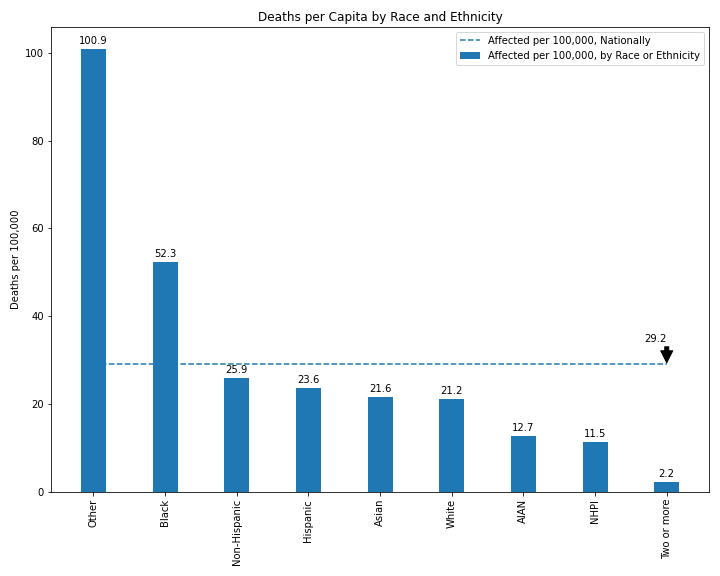 Deaths per Capita by Race and Ethnicity
Affected per 100,000, Nationally
Affected per 100,000, by Race or Ethnicity
Deaths per 100,000
100
80
60
40
20
0
100.9
52.3
25.9
23.6
21.6
21.2
12.7
11.5
2.2
29.2
Other
Black
Non-Hispanic
Hispanic
Asian
White
AIAN
NHPI
Two or more